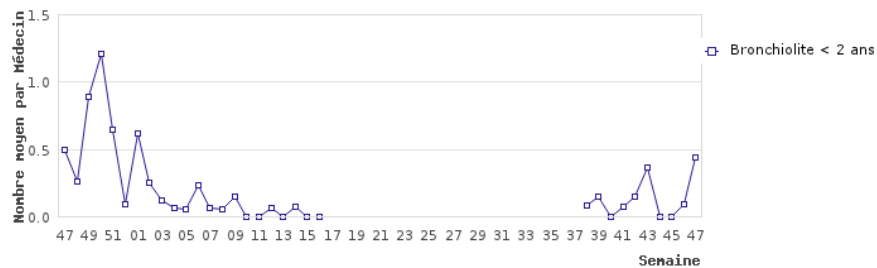 Nombre moyen par Médecin
1.5
1.0
0.5
0.0
47 49 51 01 03 05 07 09 11 13 15 17 19 21 23 25 27 29 31 33 35 37 39 41 43 45 47
Semaine
Bronchiolite < 2 ans